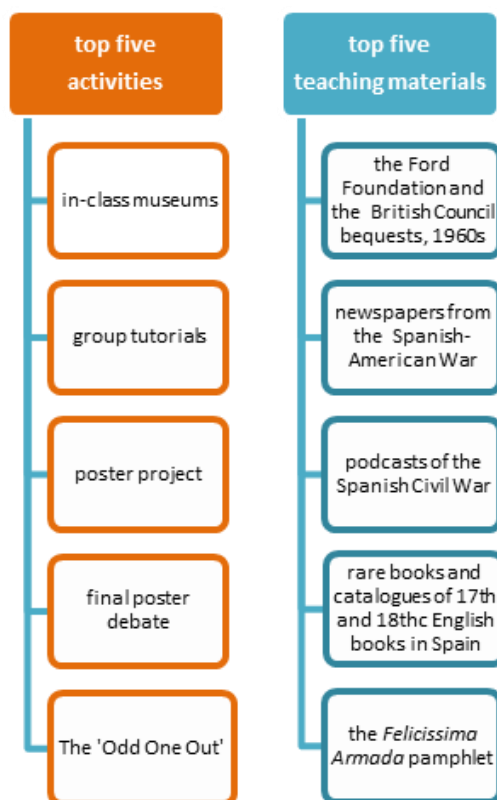 top five
activities
in-class museums
group tutorials
poster project
final poster
debate
The 'Odd One Out'
top five
teaching materials
the Ford
Foundation and
the British Council
bequests, 1960s
newspapers from
the Spanish-
American War
podcasts of the
Spanish Civil War
rare books and
catalogues of 17th
and 18thc English
books in Spain
the Felicissima
Armada pamphlet